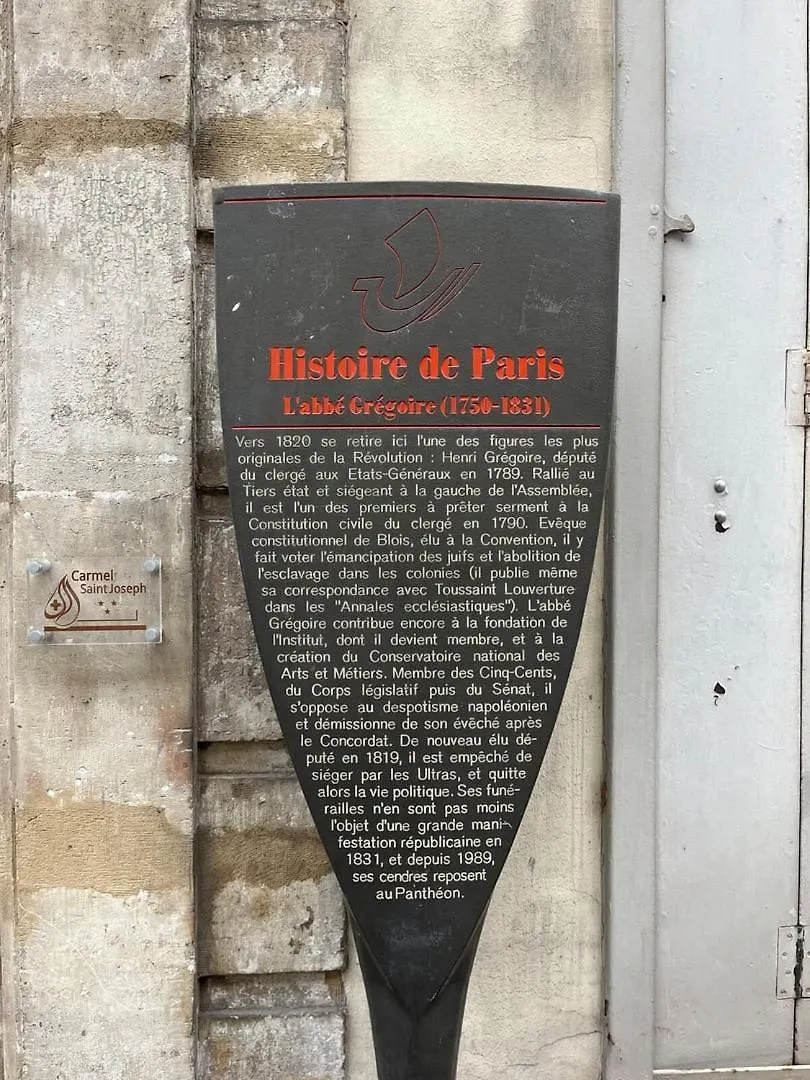 Histoire de Paris
L'abbé Grégoire (1750-1831)
Vers 1820 se retire ici l'une des figures les plus
originales de la Révolution : Henri Grégoire, député
du clergé aux Etats-Généraux en 1789. Rallié au
Tiers état et siégeant à la gauche de l'Assemblée,
il est l'un des premiers à prêter serment à la
Constitution civile du clergé en 1790. Evêque
constitutionnel de Blois, élu à la Convention, il y
fait voter l'émancipation des juifs et l'abolition de
l'esclavage dans les colonies (il publie même
sa correspondance avec Toussaint Louverture
dans les "Annales ecclésiastiques"). L'abbé
Grégoire contribue encore à la fondation de
l'Institut, dont il devient membre, et à la
création du Conservatoire national des
Arts et Métiers. Membre des Cinq-Cents,
du Corps législatif puis du Sénat, il
s'oppose au despotisme napoléonien
et démissionne de son évêché après
le Concordat. De nouveau élu dé-
puté en 1819, il est empêché de
siéger par les Ultras, et quitte
alors la vie politique. Ses funé-
railles n'en sont pas moins
l'objet d'une grande mani-
festation républicaine en
1831, et depuis 1989,
ses cendres reposent
au Panthéon.
Carmel
Saint Joseph